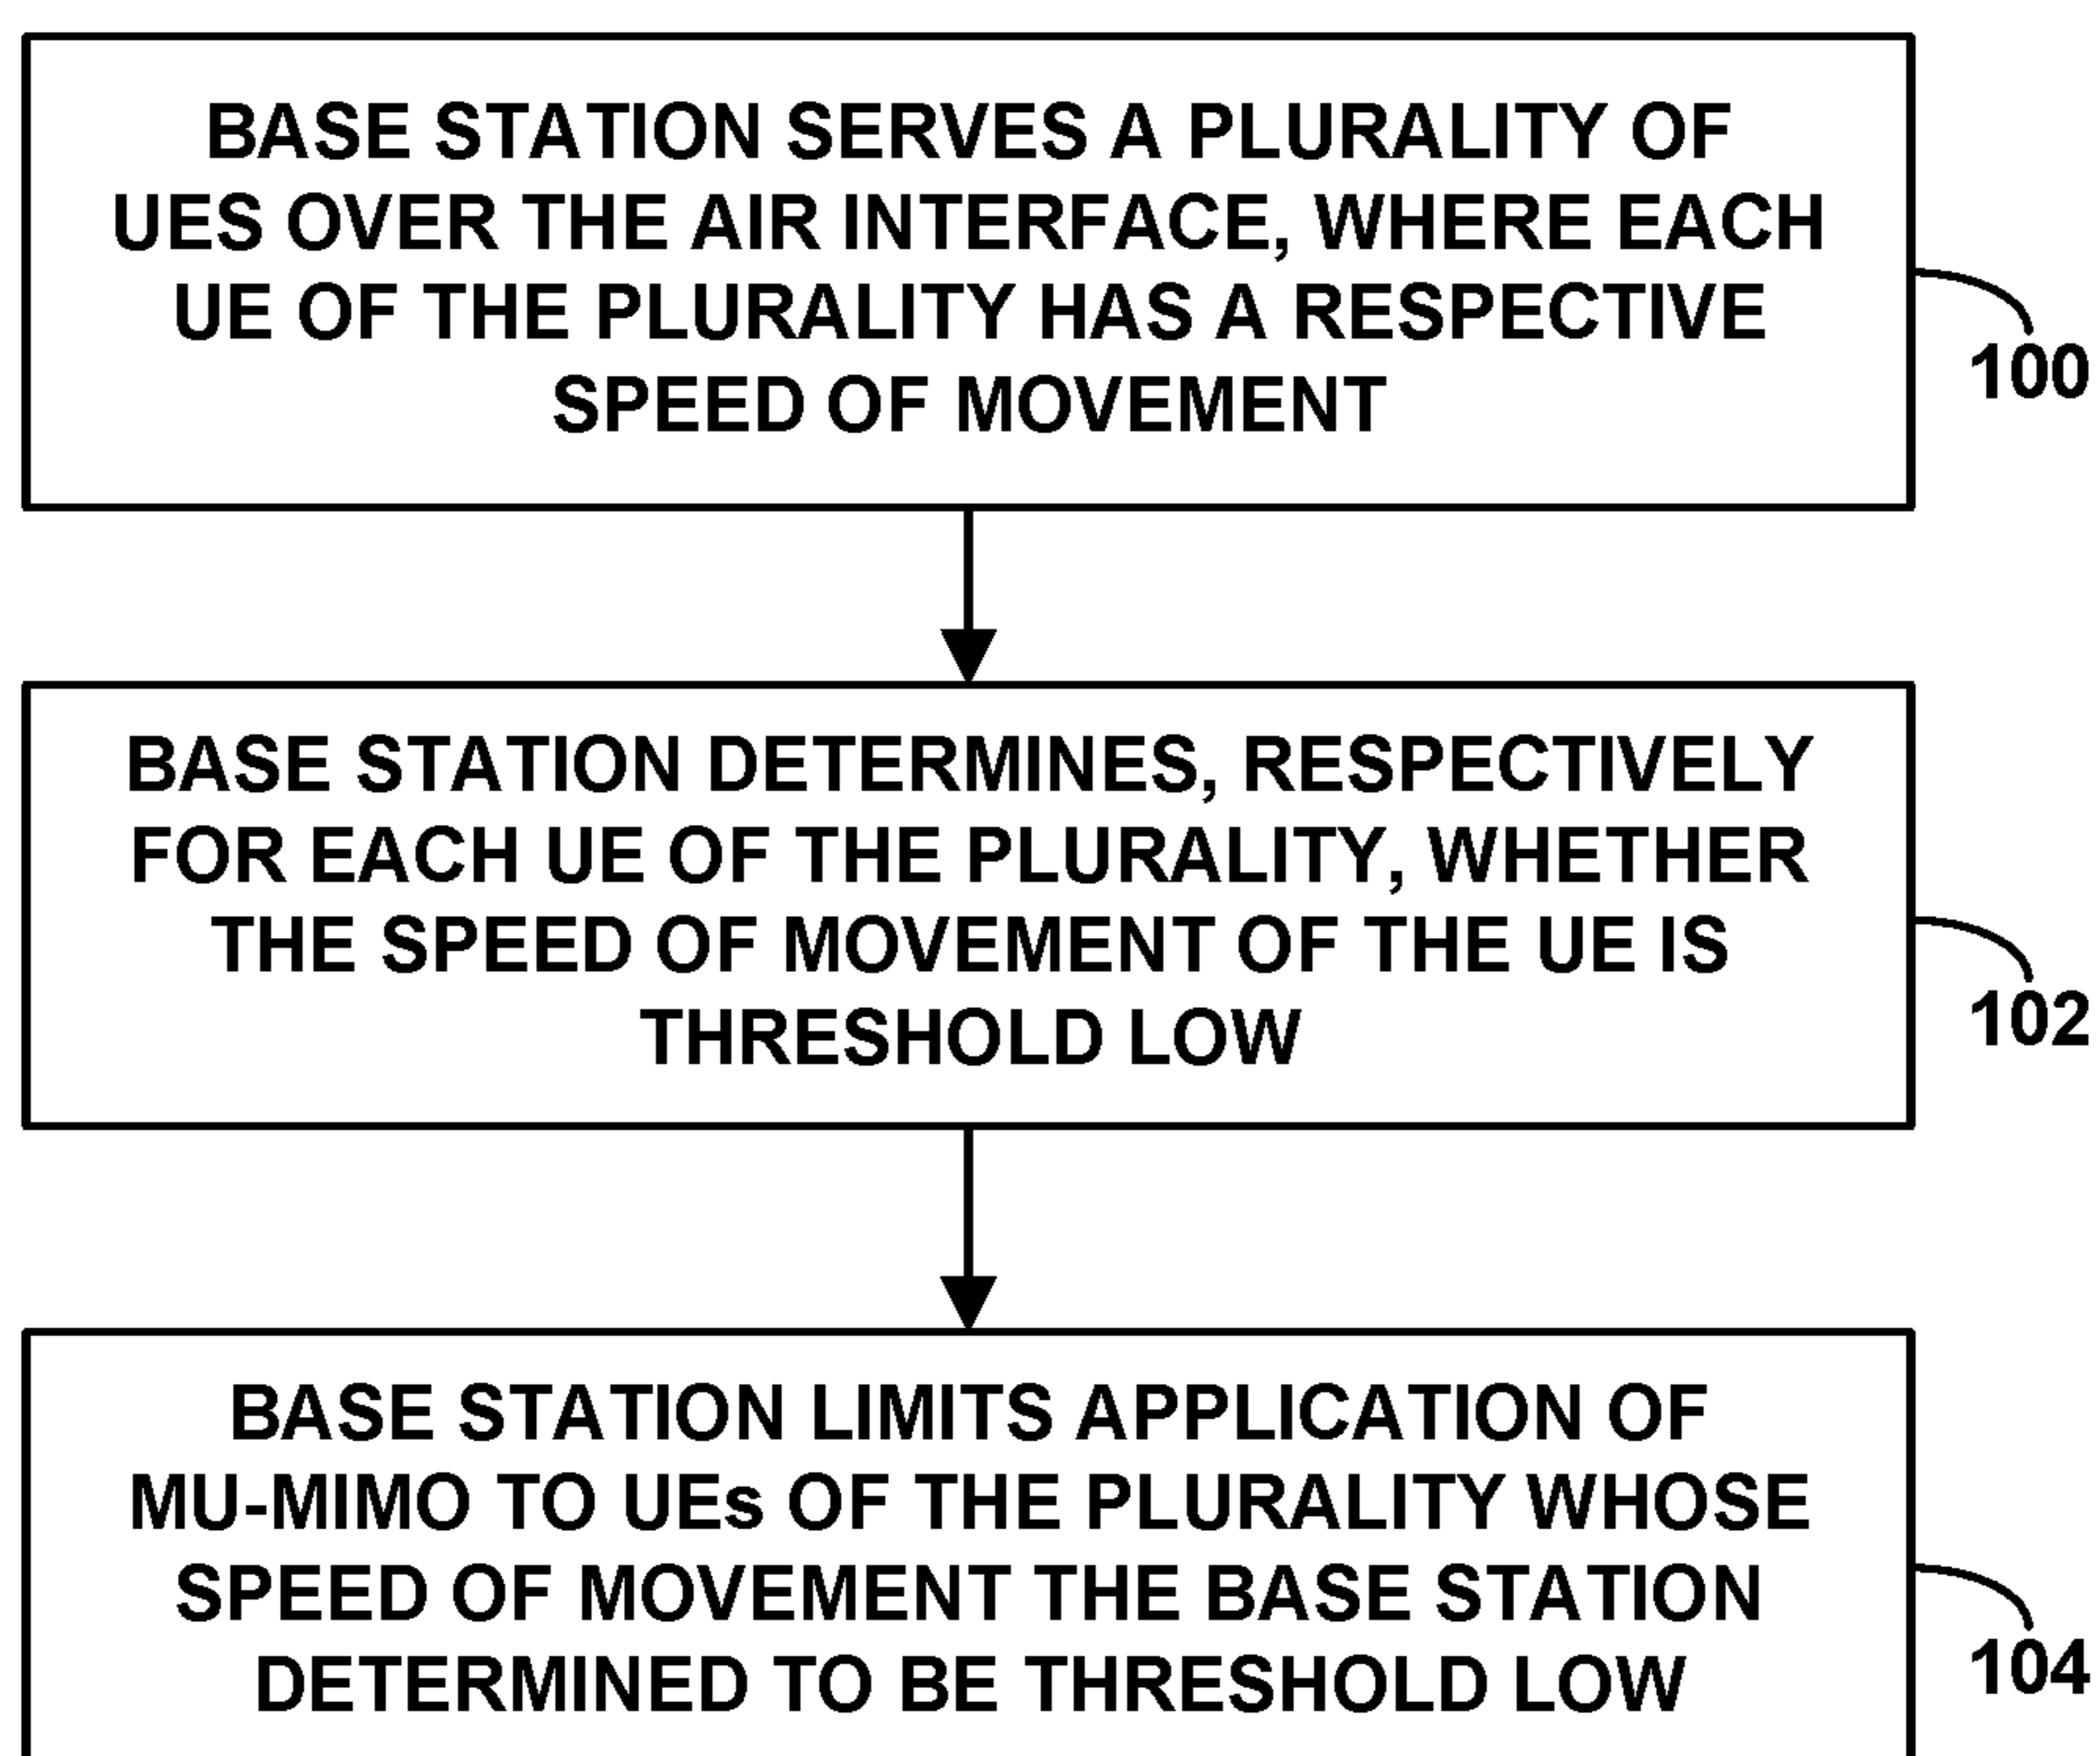 BASE STATION SERVES A PLURALITY OF
UES OVER THE AIR INTERFACE, WHERE EACH
UE OF THE PLURALITY HAS A RESPECTIVE
SPEED OF MOVEMENT
100
BASE STATION DETERMINES, RESPECTIVELY
FOR EACH UE OF THE PLURALITY, WHETHER
THE SPEED OF MOVEMENT OF THE UE IS
THRESHOLD LOW
102
BASE STATION LIMITS APPLICATION OF
MU-MIMO TO UEs OF THE PLURALITY WHOSE
SPEED OF MOVEMENT THE BASE STATION
DETERMINED TO BE THRESHOLD LOW
104